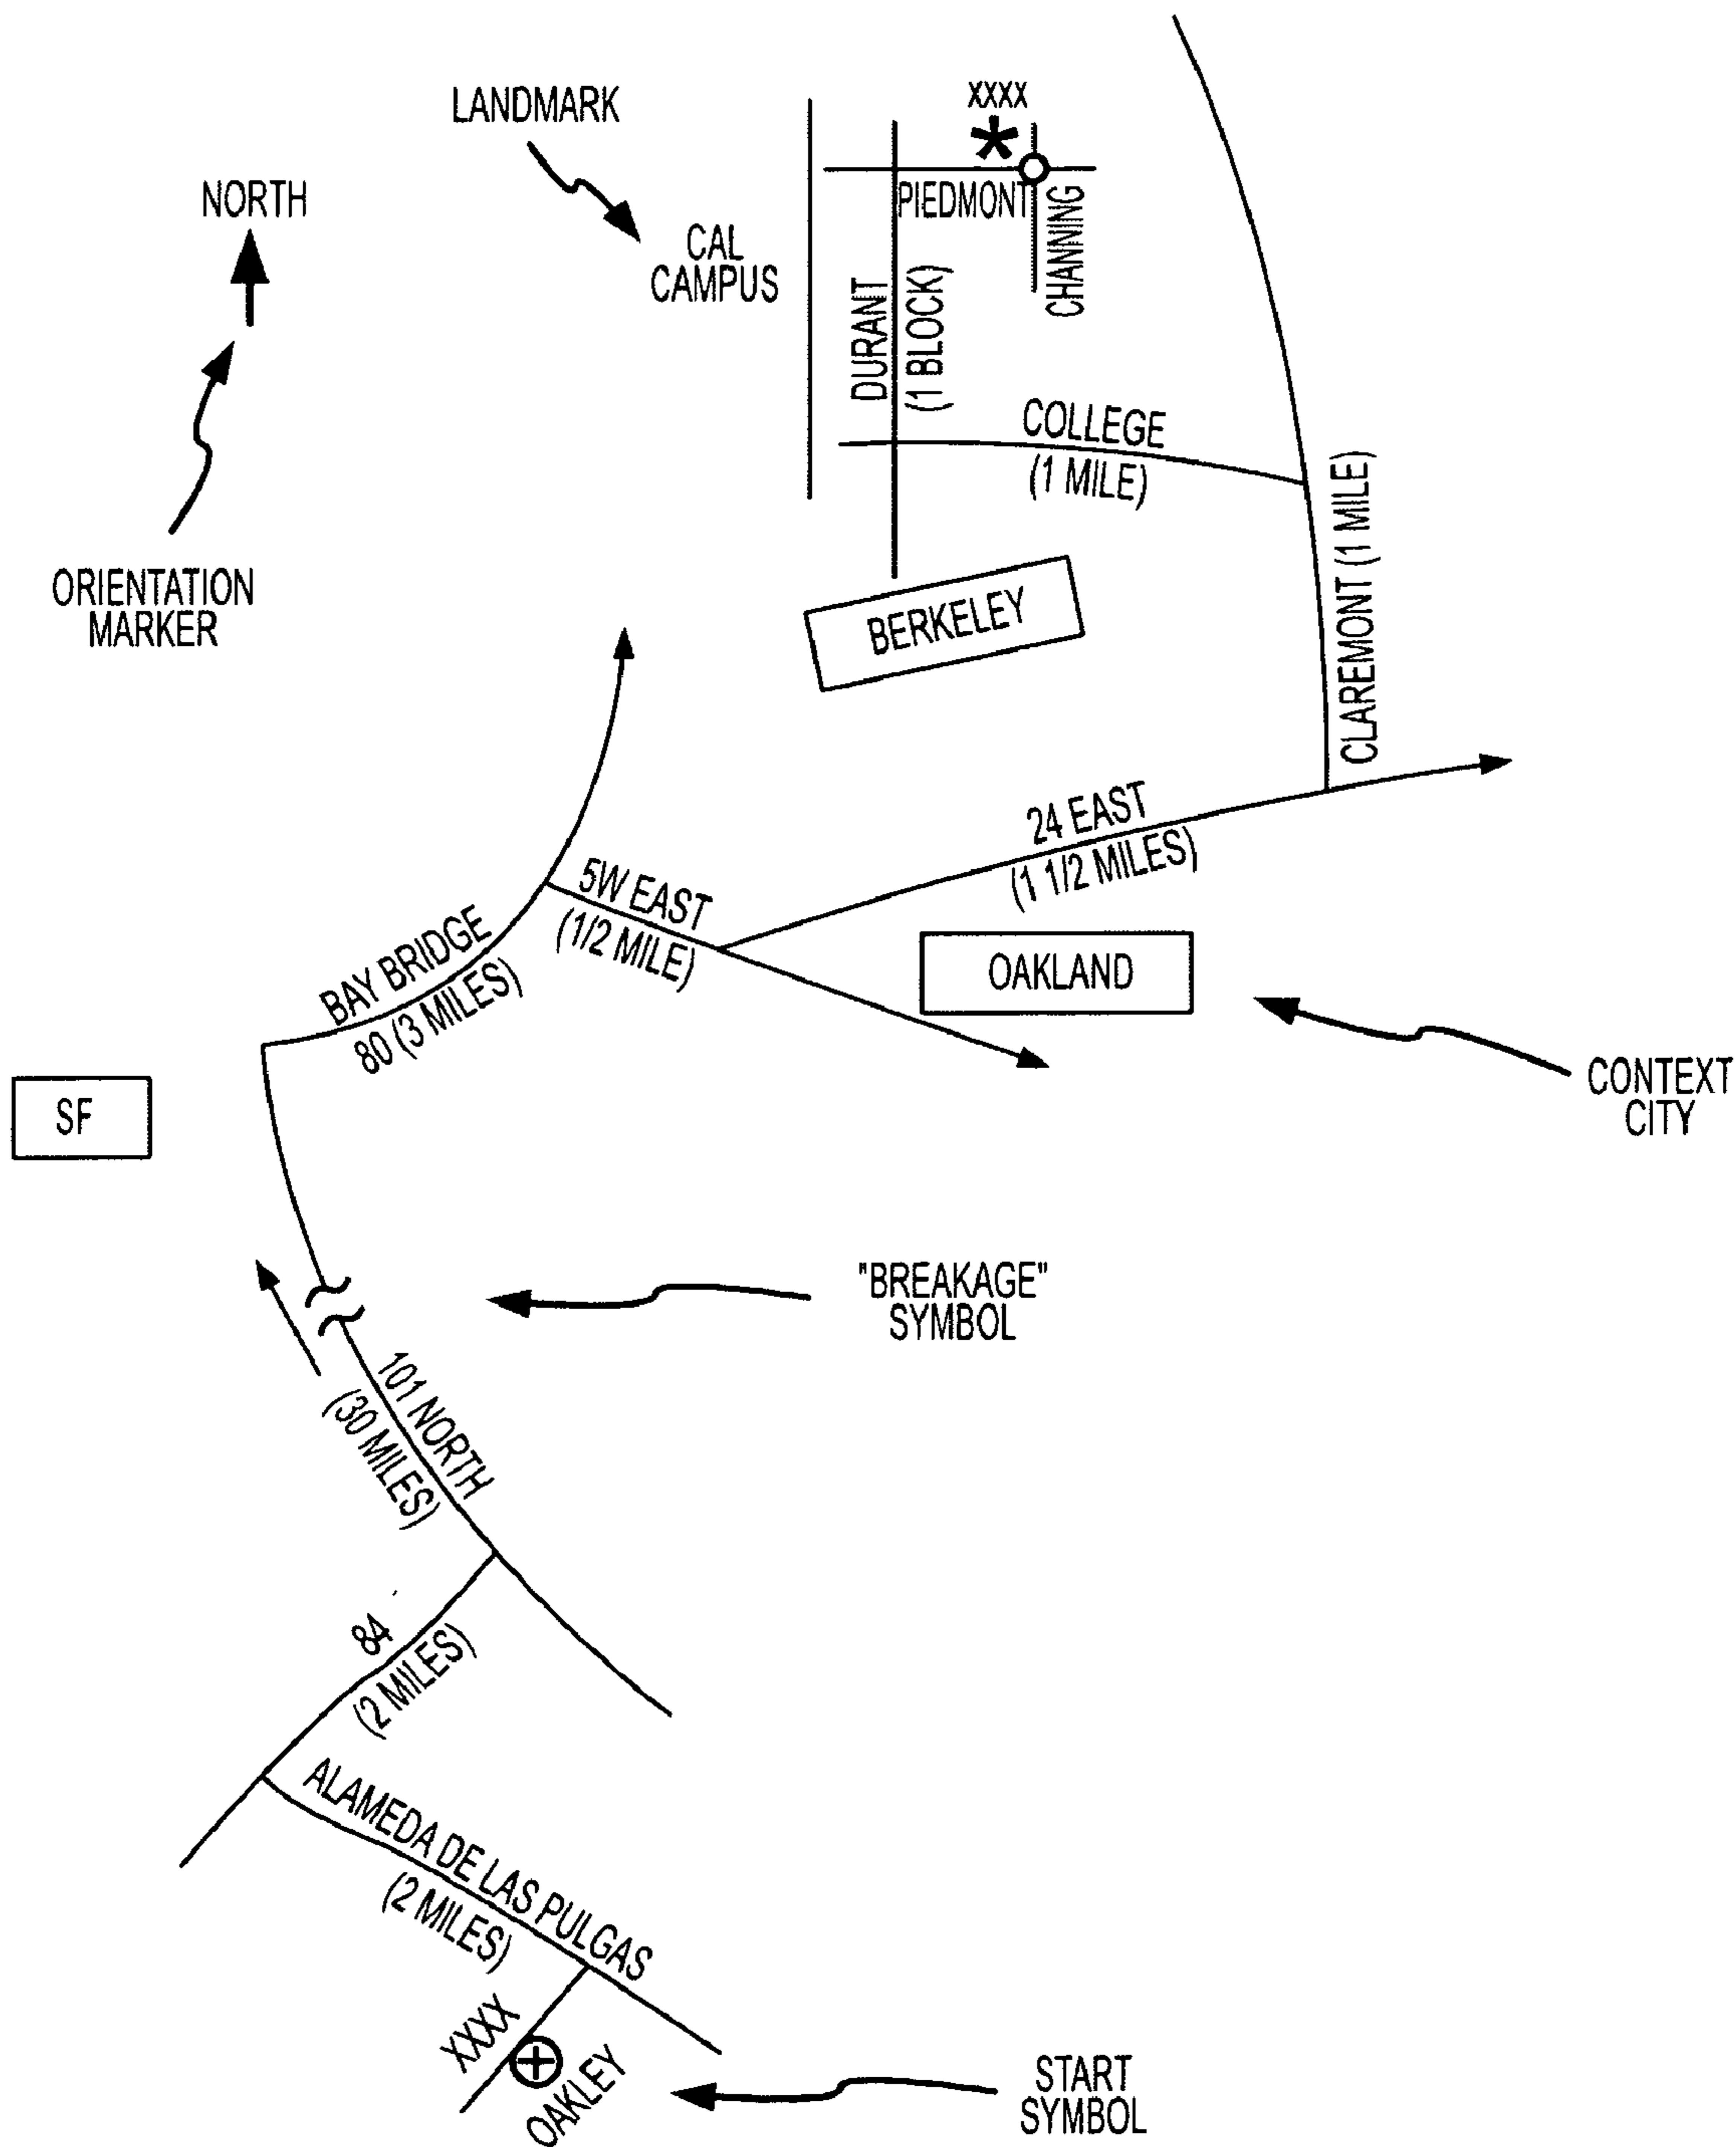 XXXX
LANDMARK
NORTH
PIEDMONT
CHANNING
CAL
CAMPUS
DURANT
(1 BLOCK)
COLLEGE
(1 MILE)
CLAREMONT (1 MILE)
ORIENTATION
MARKER
BERKELEY
24 EAST
(1 1/2 MILES)
5W EAST
(1/2 MILE)
BAY BRIDGE
80 (3 MILES)
OAKLAND
CONTEXT
CITY
SF
"BREAKAGE"
SYMBOL
101 NORTH
(30 MILES)
84
(2 MILES)
ALAMEDA DE LAS PULGAS
(2 MILES)
XXXX
OAKLEY
START
SYMBOL